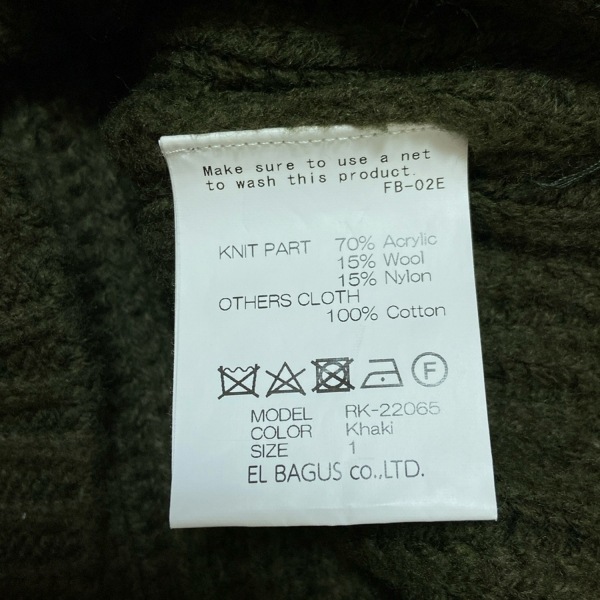 Make sure to use a net
to wash this product.
FB-02E
KNIT PART 70% Acrylic
15% Wool
15% Nylon
OTHERS CLOTH
100% Cotton
F
MODEL RK-22065
COLOR Khaki
SIZE 1
EL BAGUS co.,LTD.